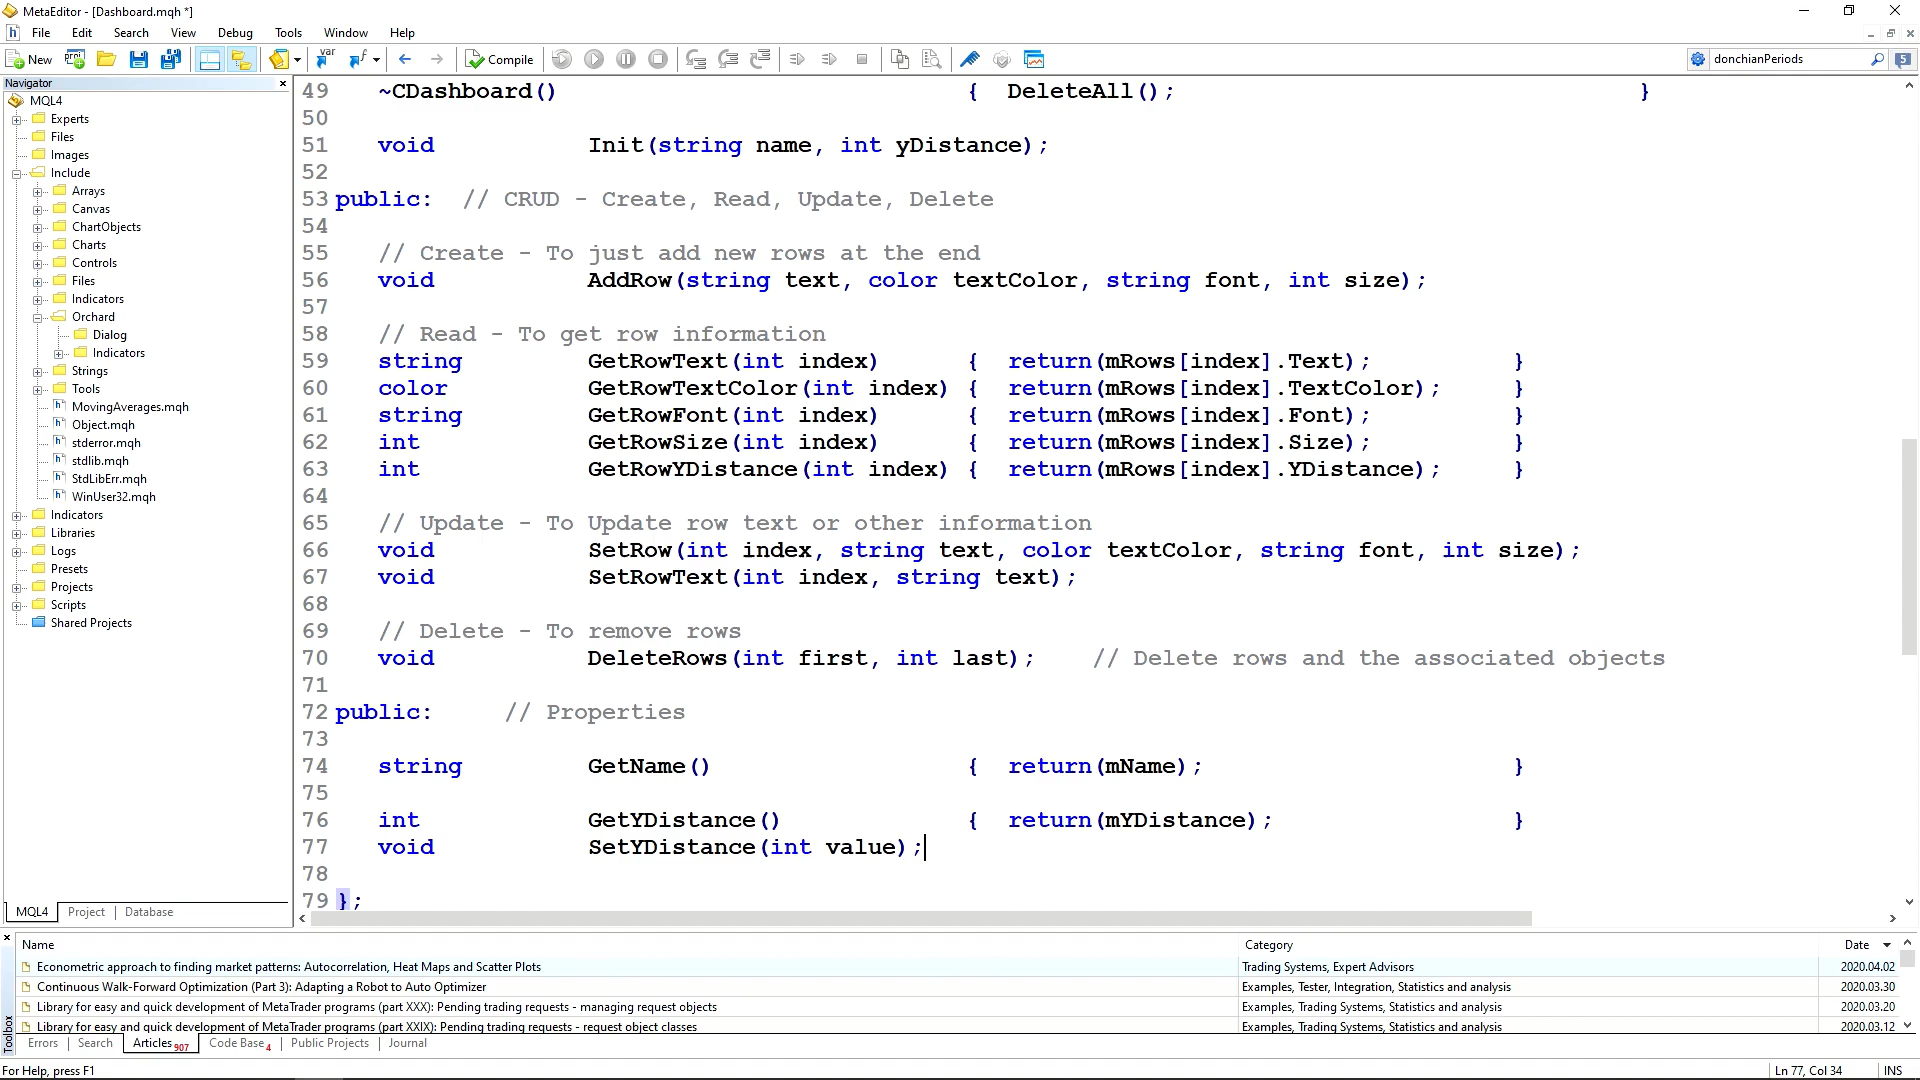 MetaEditor - [Dashboard.mqh *]
File Edit Search View Debug Tools Window Help
New Compile donchianPeriods 5
Navigator
MQL4
Experts
Files
Images
Include
Arrays
Canvas
ChartObjects
Charts
Controls
Files
Indicators
Orchard
Dialog
Indicators
Strings
Tools
MovingAverages.mqh
Object.mqh
stderror.mqh
stdlib.mqh
StdLibErr.mqh
WinUser32.mqh
Indicators
Libraries
Logs
Presets
Projects
Scripts
Shared Projects
MQL4 Project Database
49 ~CDashboard() { DeleteAll(); }
50
51 void Init(string name, int yDistance);
52
53 public: // CRUD - Create, Read, Update, Delete
54
55 // Create - To just add new rows at the end
56 void AddRow(string text, color textColor, string font, int size);
57
58 // Read - To get row information
59 string GetRowText(int index) { return(mRows[index].Text); }
60 color GetRowTextColor(int index) { return(mRows[index].TextColor); }
61 string GetRowFont(int index) { return(mRows[index].Font); }
62 int GetRowSize(int index) { return(mRows[index].Size); }
63 int GetRowYDistance(int index) { return(mRows[index].YDistance); }
64
65 // Update - To Update row text or other information
66 void SetRow(int index, string text, color textColor, string font, int size);
67 void SetRowText(int index, string text);
68
69 // Delete - To remove rows
70 void DeleteRows(int first, int last); // Delete rows and the associated objects
71
72 public: // Properties
73
74 string GetName() { return(mName); }
75
76 int GetYDistance() { return(mYDistance); }
77 void SetYDistance(int value);
78
79 };
Name Category Date
Econometric approach to finding market patterns: Autocorrelation, Heat Maps and Scatter Plots Trading Systems, Expert Advisors 2020.04.02
Continuous Walk-Forward Optimization (Part 3): Adapting a Robot to Auto Optimizer Examples, Tester, Integration, Statistics and analysis 2020.03.30
Library for easy and quick development of MetaTrader programs (part XXX): Pending trading requests - managing request objects Examples, Trading Systems, Statistics and analysis 2020.03.20
Library for easy and quick development of MetaTrader programs (part XXIX): Pending trading requests - request object classes Examples, Trading Systems, Statistics and analysis 2020.03.12
Toolbox
Errors Search Articles 907 Code Base 4 Public Projects Journal
For Help, press F1 Ln 77, Col 34 INS